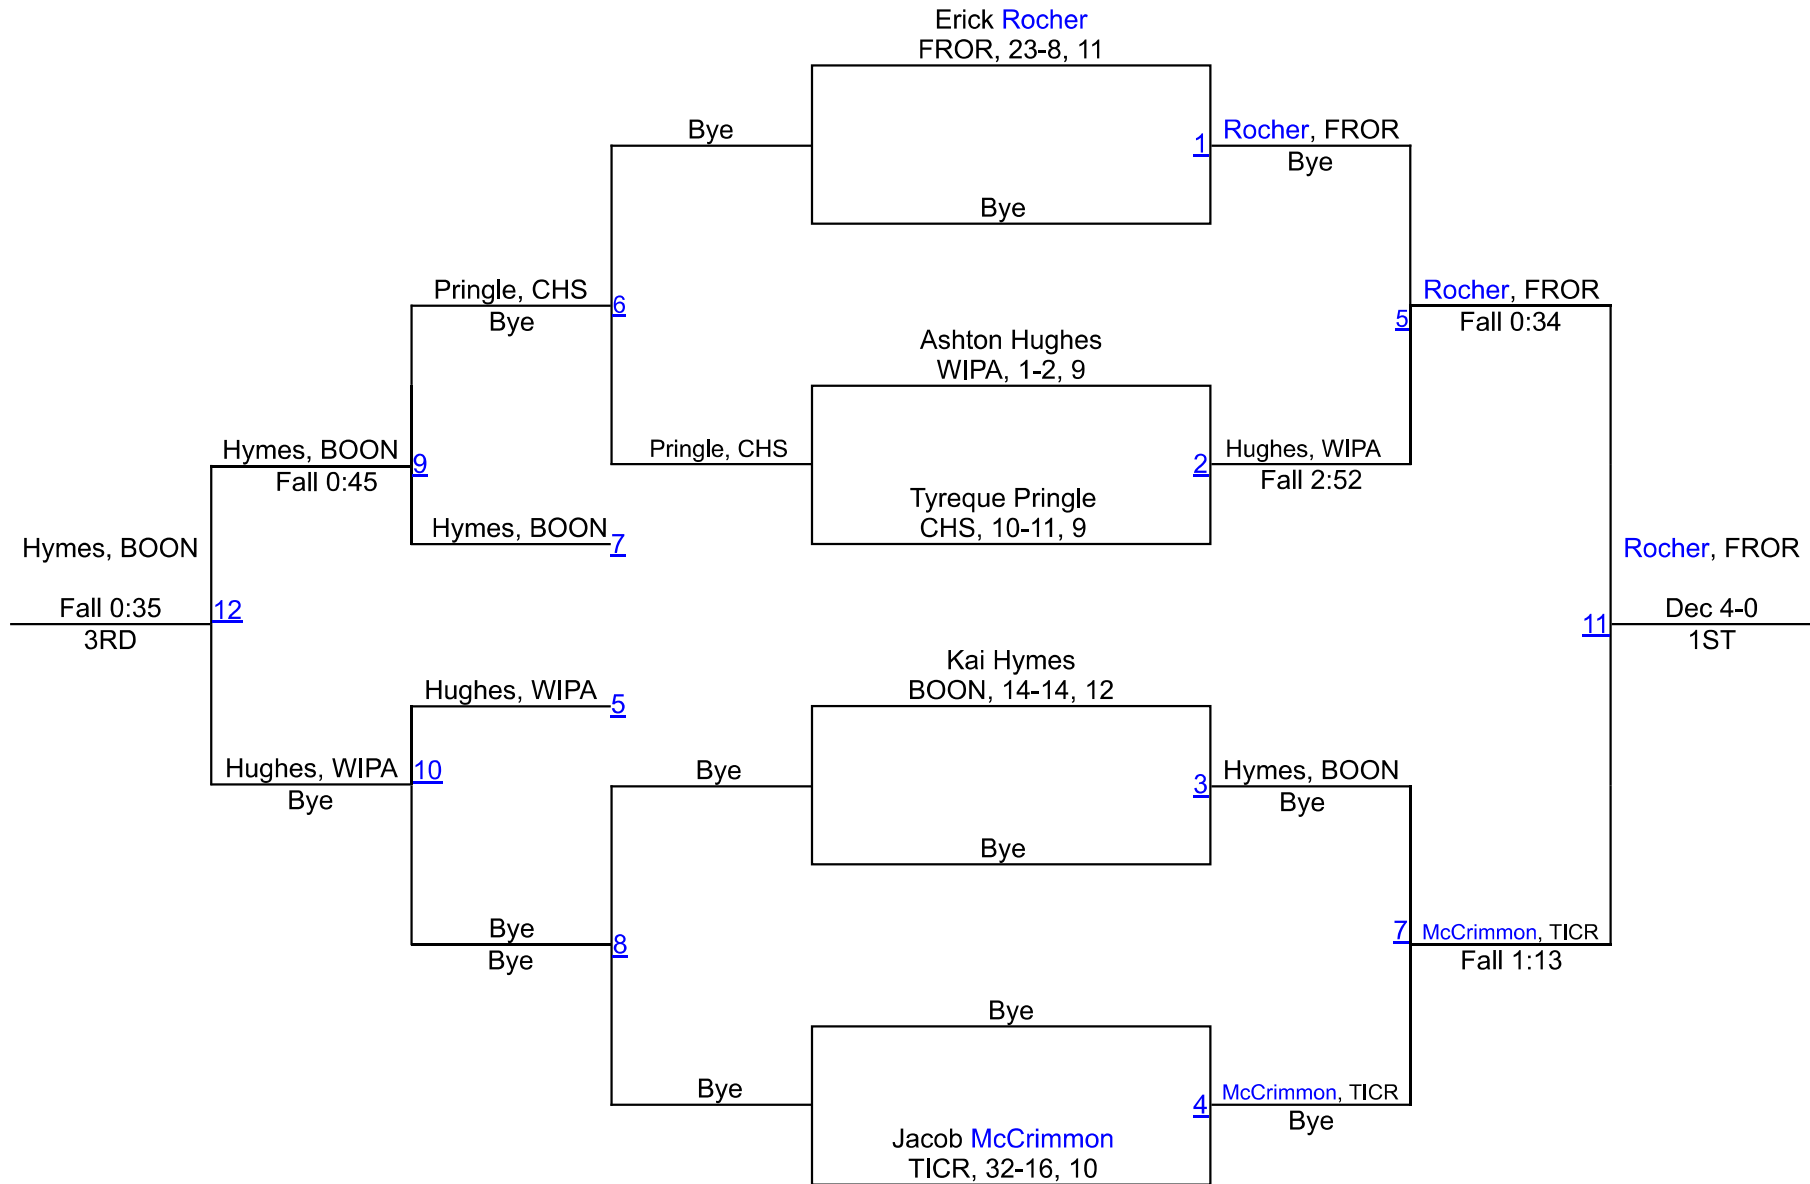 Erick Rocher
FROR, 23-8, 11
Bye
1
Rocher, FROR
Bye
Bye
Pringle, CHS
Bye
6
Rocher, FROR
Fall 0:34
5
Ashton Hughes
WIPA, 1-2, 9
Hymes, BOON
Fall 0:45
9
Pringle, CHS
2
Hughes, WIPA
Fall 2:52
Tyreque Pringle
CHS, 10-11, 9
Hymes, BOON
7
Hymes, BOON
Fall 0:35
3RD
12
Rocher, FROR
Dec 4-0
1ST
11
Kai Hymes
BOON, 14-14, 12
Hughes, WIPA
5
Hughes, WIPA
Bye
10
Bye
3
Hymes, BOON
Bye
Bye
Bye
Bye
8
7
McCrimmon, TICR
Fall 1:13
Bye
Bye
4
McCrimmon, TICR
Bye
Jacob McCrimmon
TICR, 32-16, 10